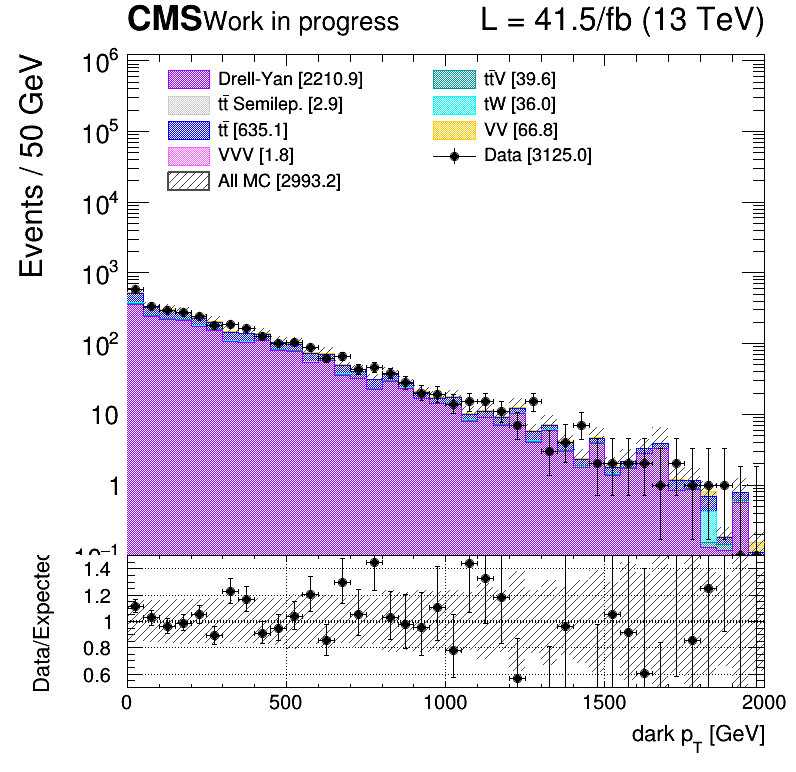 CMS Work in progress L = 41.5/fb (13 TeV)
Events / 50 GeV
10⁶
10⁵
10⁴
10³
10²
10
1
10⁻¹
Drell-Yan [2210.9]
tt̄ Semilep. [2.9]
tt̄ [635.1]
VVV [1.8]
All MC [2993.2]
tt̄V [39.6]
tW [36.0]
VV [66.8]
Data [3125.0]
Data/Expected
1.4
1.2
1
0.8
0.6
0 500 1000 1500 2000
dark p_T [GeV]